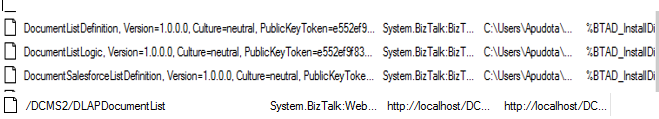 DocumentListDefinition, Version=1.0.0.0, Culture=neutral, PublicKeyToken=e552ef9... System.BizTalk:BizT... C:\Users\Apudota\... %BTAD_InstallDi
DocumentListLogic, Version=1.0.0.0, Culture=neutral, PublicKeyToken=e552ef9f83... System.BizTalk:BizT... C:\Users\Apudota\... %BTAD_InstallDi
DocumentSalesforceListDefinition, Version=1.0.0.0, Culture=neutral, PublicKeyToke... System.BizTalk:BizT... C:\Users\Apudota\... %BTAD_InstallDi
/DCMS2/DLAPDocumentList System.BizTalk:Web... http://localhost/DC... http://localhost/DC...